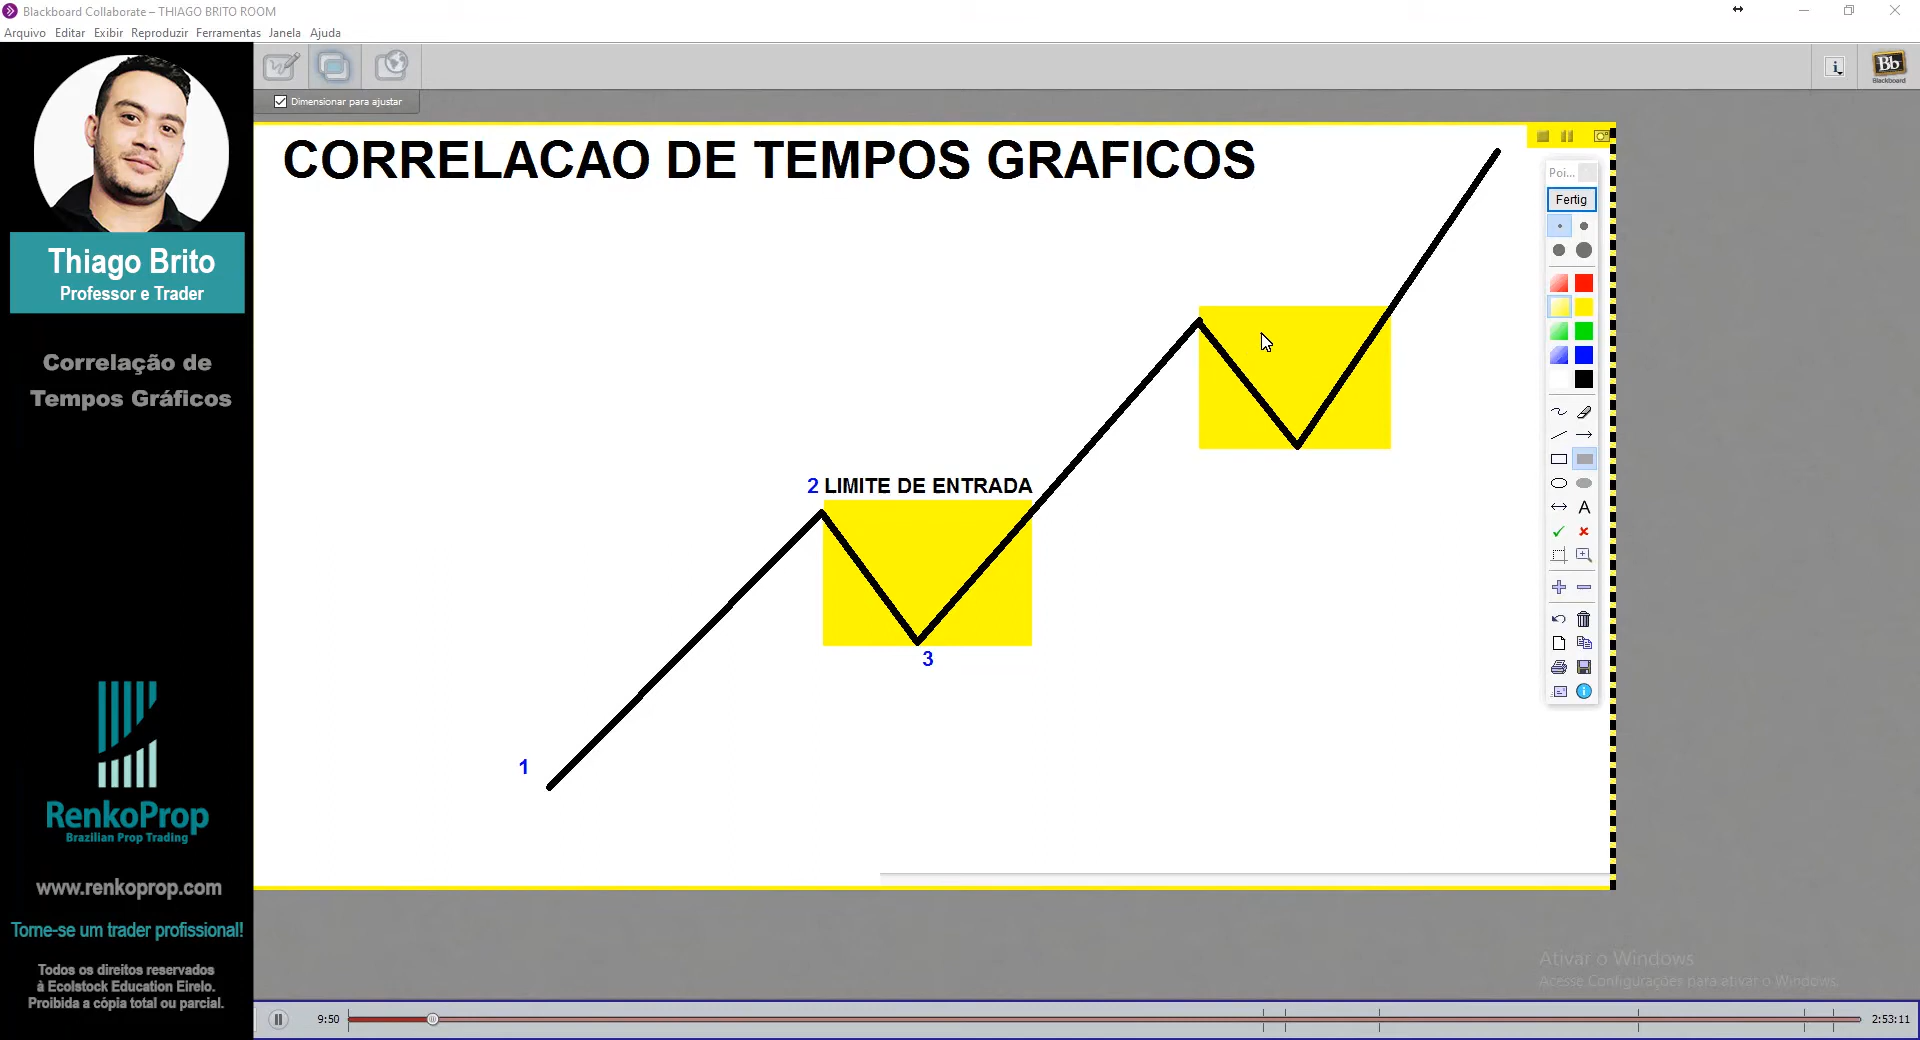 Blackboard Collaborate – THIAGO BRITO ROOM
Arquivo Editar Exibir Reproduzir Ferramentas Janela Ajuda
Dimensionar para ajustar
i
Bb
Blackboard
Thiago Brito
Professor e Trader
Correlação de
Tempos Gráficos
RenkoProp
Brazilian Prop Trading
www.renkoprop.com
Torne-se um trader profissional!
Todos os direitos reservados
à Ecolstock Education Eirelo.
Proibida a cópia total ou parcial.
CORRELACAO DE TEMPOS GRAFICOS
2 LIMITE DE ENTRADA
3
1
Poi...
Fertig
A
Ativar o Windows
Acesse Configurações para ativar o Windows.
9:50
2:53:11